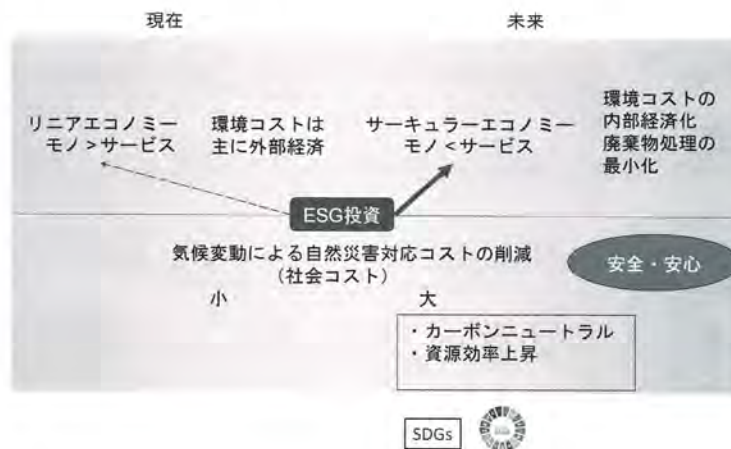 現在
未来
リニアエコノミー
モノ > サービス
環境コストは
主に外部経済
サーキュラーエコノミー
モノ < サービス
環境コストの
内部経済化
廃棄物処理の
最小化
ESG投資
気候変動による自然災害対応コストの削減
(社会コスト)
安全・安心
小
大
・カーボンニュートラル
・資源効率上昇
SDGs